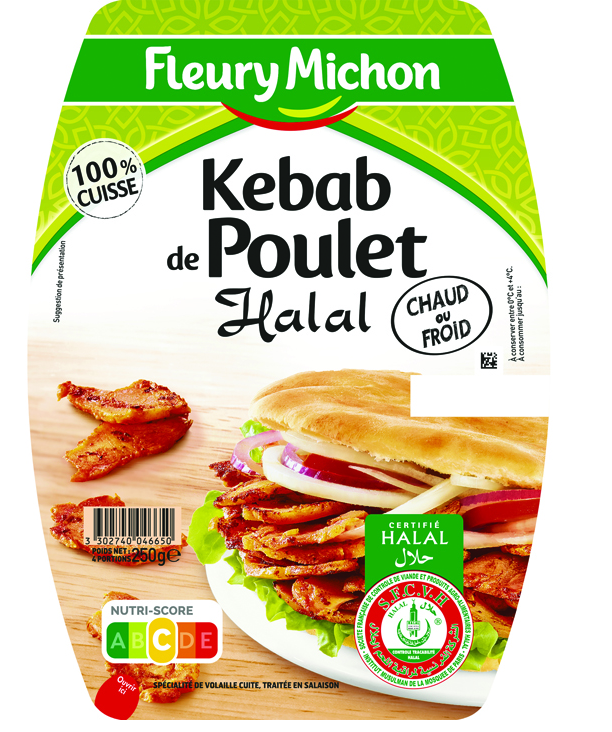 Fleury Michon
100%
CUISSE
Kebab
de Poulet
Halal
CHAUD
OU
FROID
Suggestion de présentation
À conserver entre 0°C et +4°C.
À consommer jusqu'au :
3 302740 046650
POIDS NET :
4 PORTIONS 250g℮
NUTRI-SCORE
A B C D E
Ouvrir
ici
SPÉCIALITÉ DE VOLAILLE CUITE, TRAITÉE EN SALAISON
CERTIFIÉ
HALAL
حلال
SOCIÉTÉ FRANÇAISE DE CONTRÔLE DE VIANDE ET PRODUITS AGRO-ALIMENTAIRES HALAL
S.F.C.V.H
HALAL حلال
®
CONTROLE TRACABILITE
HALAL
INSTITUT MUSULMAN DE LA MOSQUEE DE PARIS